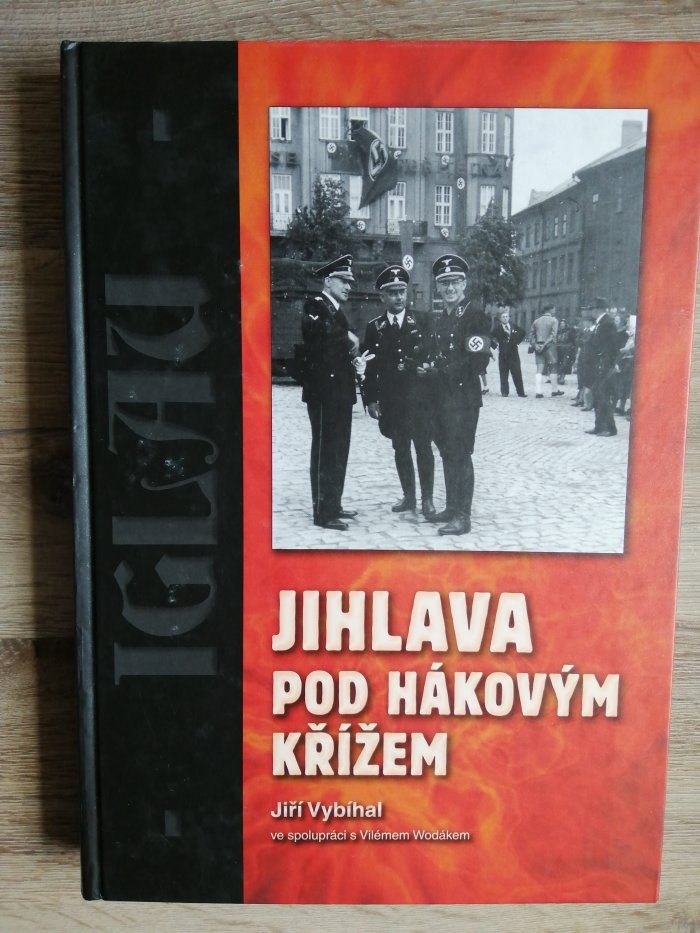 IGLAU
JIHLAVA
POD HÁKOVÝM
KŘÍŽEM
Jiří Vybíhal
ve spolupráci s Vilémem Wodákem